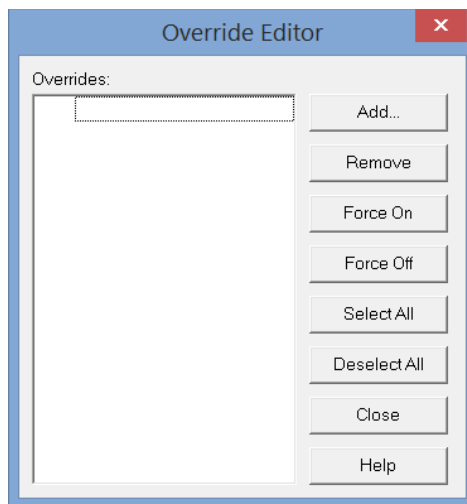 Override Editor
Overrides:
Add...
Remove
Force On
Force Off
Select All
Deselect All
Close
Help